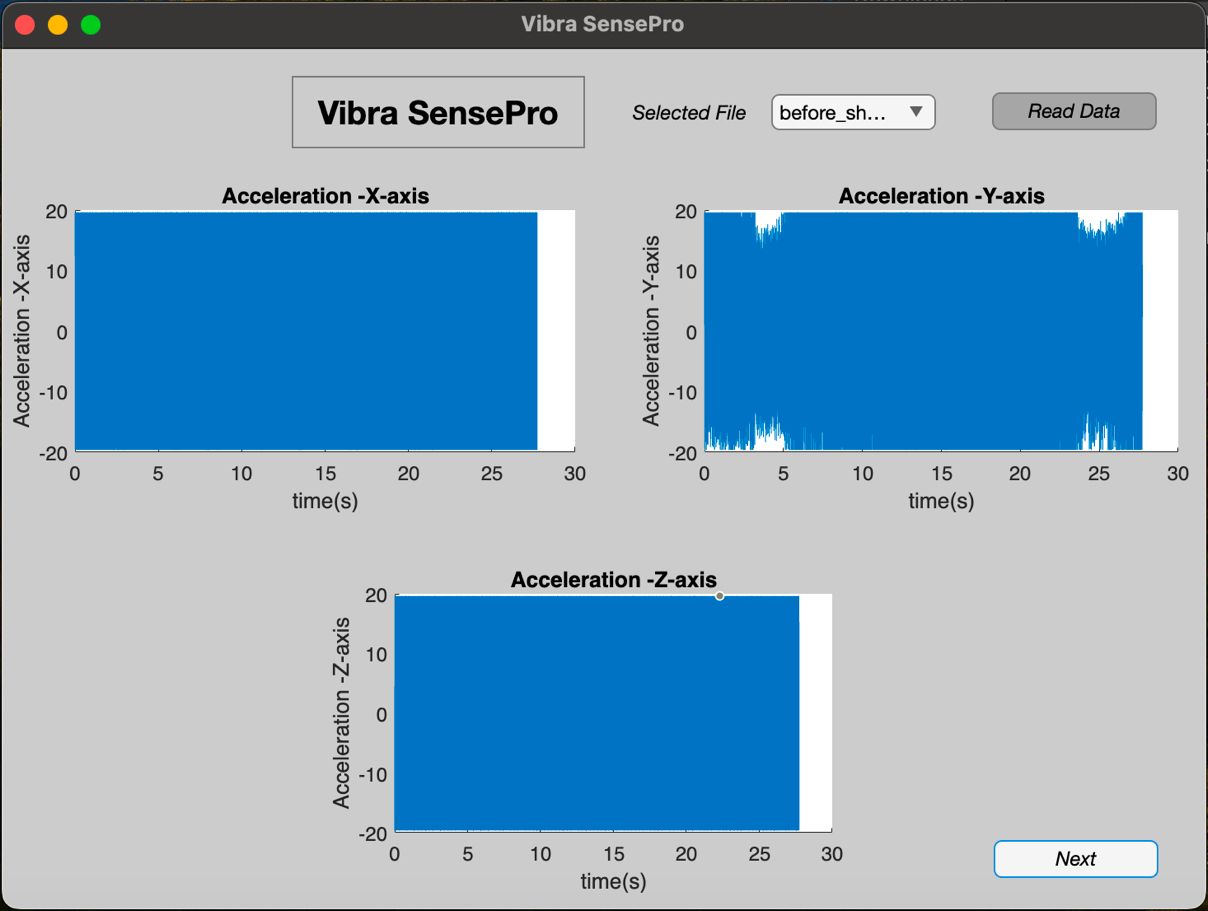 Vibra SensePro
Vibra SensePro
Selected File
before_sh...
Read Data
Acceleration -X-axis
Acceleration -X-axis
20
10
0
-10
-20
0 5 10 15 20 25 30
time(s)
Acceleration -Y-axis
Acceleration -Y-axis
20
10
0
-10
-20
0 5 10 15 20 25 30
time(s)
Acceleration -Z-axis
Acceleration -Z-axis
20
10
0
-10
-20
0 5 10 15 20 25 30
time(s)
Next